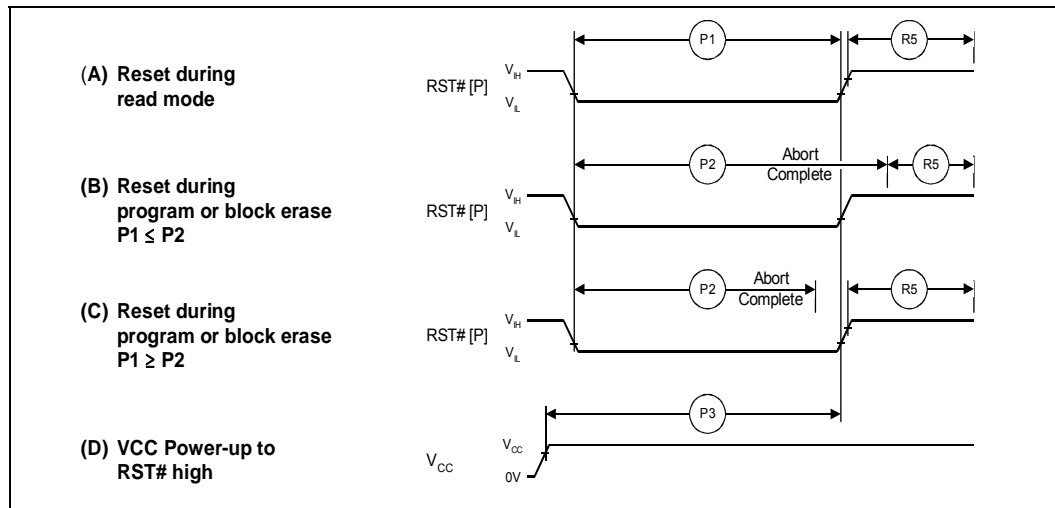 P1
R5
(A) Reset during
read mode
RST# [P]
VIH
VIL
P2
Abort
Complete
R5
(B) Reset during
program or block erase
P1 ≤ P2
RST# [P]
VIH
VIL
P2
Abort
Complete
R5
(C) Reset during
program or block erase
P1 ≥ P2
RST# [P]
VIH
VIL
P3
(D) VCC Power-up to
RST# high
VCC
VCC
0V